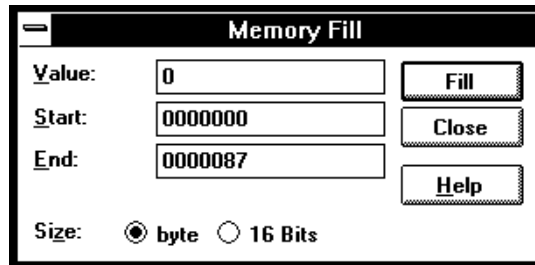 Memory Fill
Value: 0 Fill
Start: 0000000 Close
End: 0000087
Help
Size: byte 16 Bits